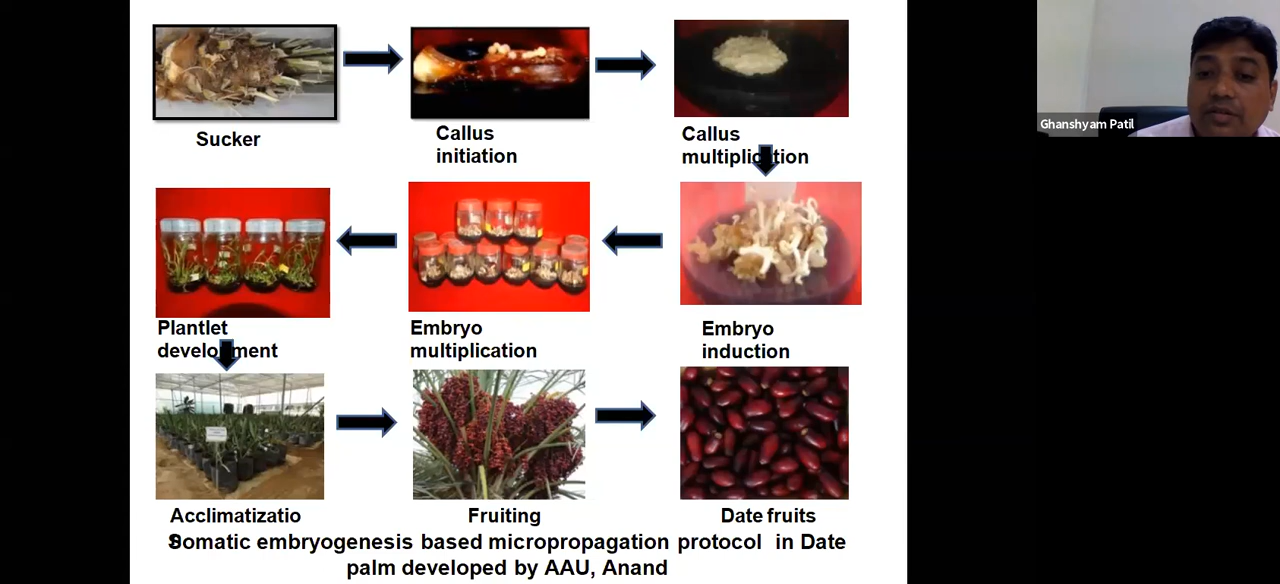 Ghanshyam Patil
Sucker
Callus
initiation
Callus
multiplication
Plantlet
development
Embryo
multiplication
Embryo
induction
Acclimatizatio
Fruiting
Date fruits
Somatic embryogenesis based micropropagation protocol in Date
palm developed by AAU, Anand